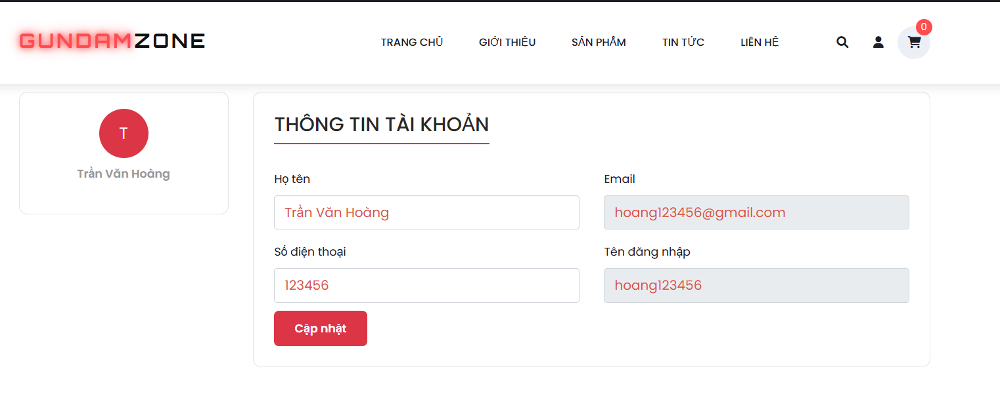 GUNDAMZONE
TRANG CHỦ GIỚI THIỆU SẢN PHẨM TIN TỨC LIÊN HỆ 0
T
Trần Văn Hoàng
THÔNG TIN TÀI KHOẢN
Họ tên Email
Trần Văn Hoàng hoang123456@gmail.com
Số điện thoại Tên đăng nhập
123456 hoang123456
Cập nhật